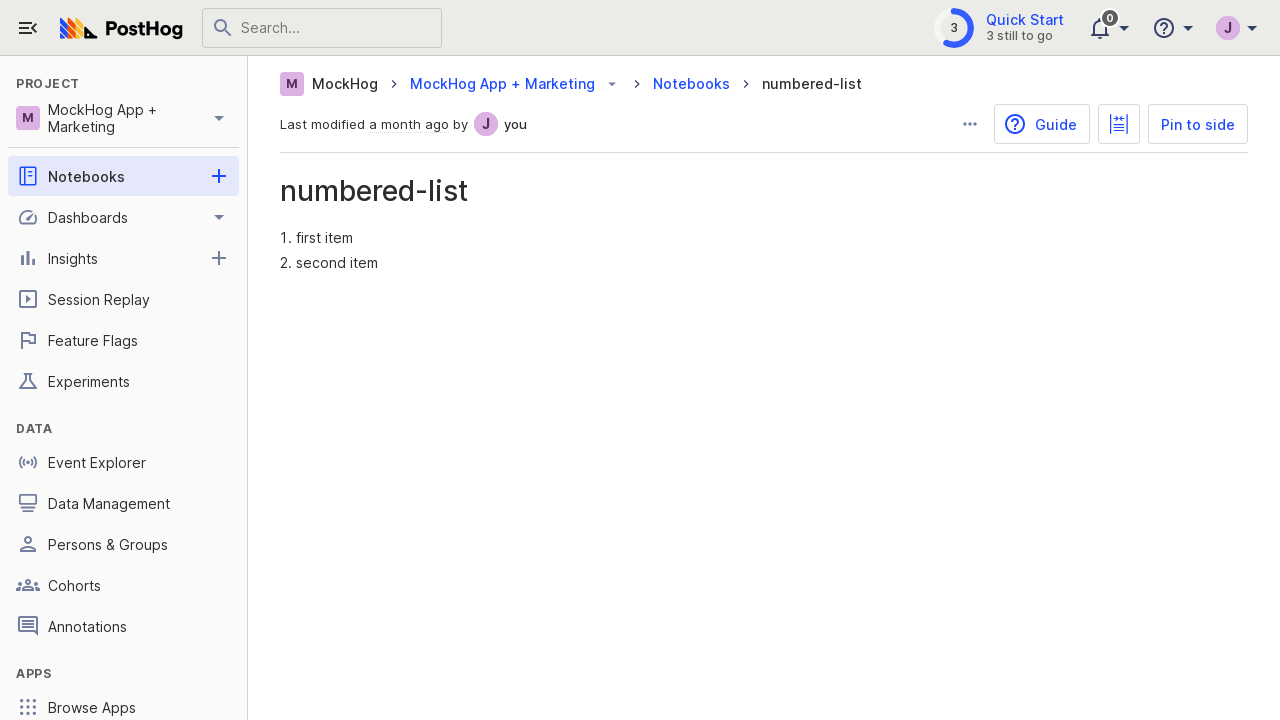 PostHog
Search...
3
Quick Start
3 still to go
0
J
PROJECT
M
MockHog App +
Marketing
Notebooks
Dashboards
Insights
Session Replay
Feature Flags
Experiments
DATA
Event Explorer
Data Management
Persons & Groups
Cohorts
Annotations
APPS
Browse Apps
M MockHog
MockHog App + Marketing
Notebooks
numbered-list
Last modified a month ago by J you
Guide
Pin to side
numbered-list
1. first item
2. second item